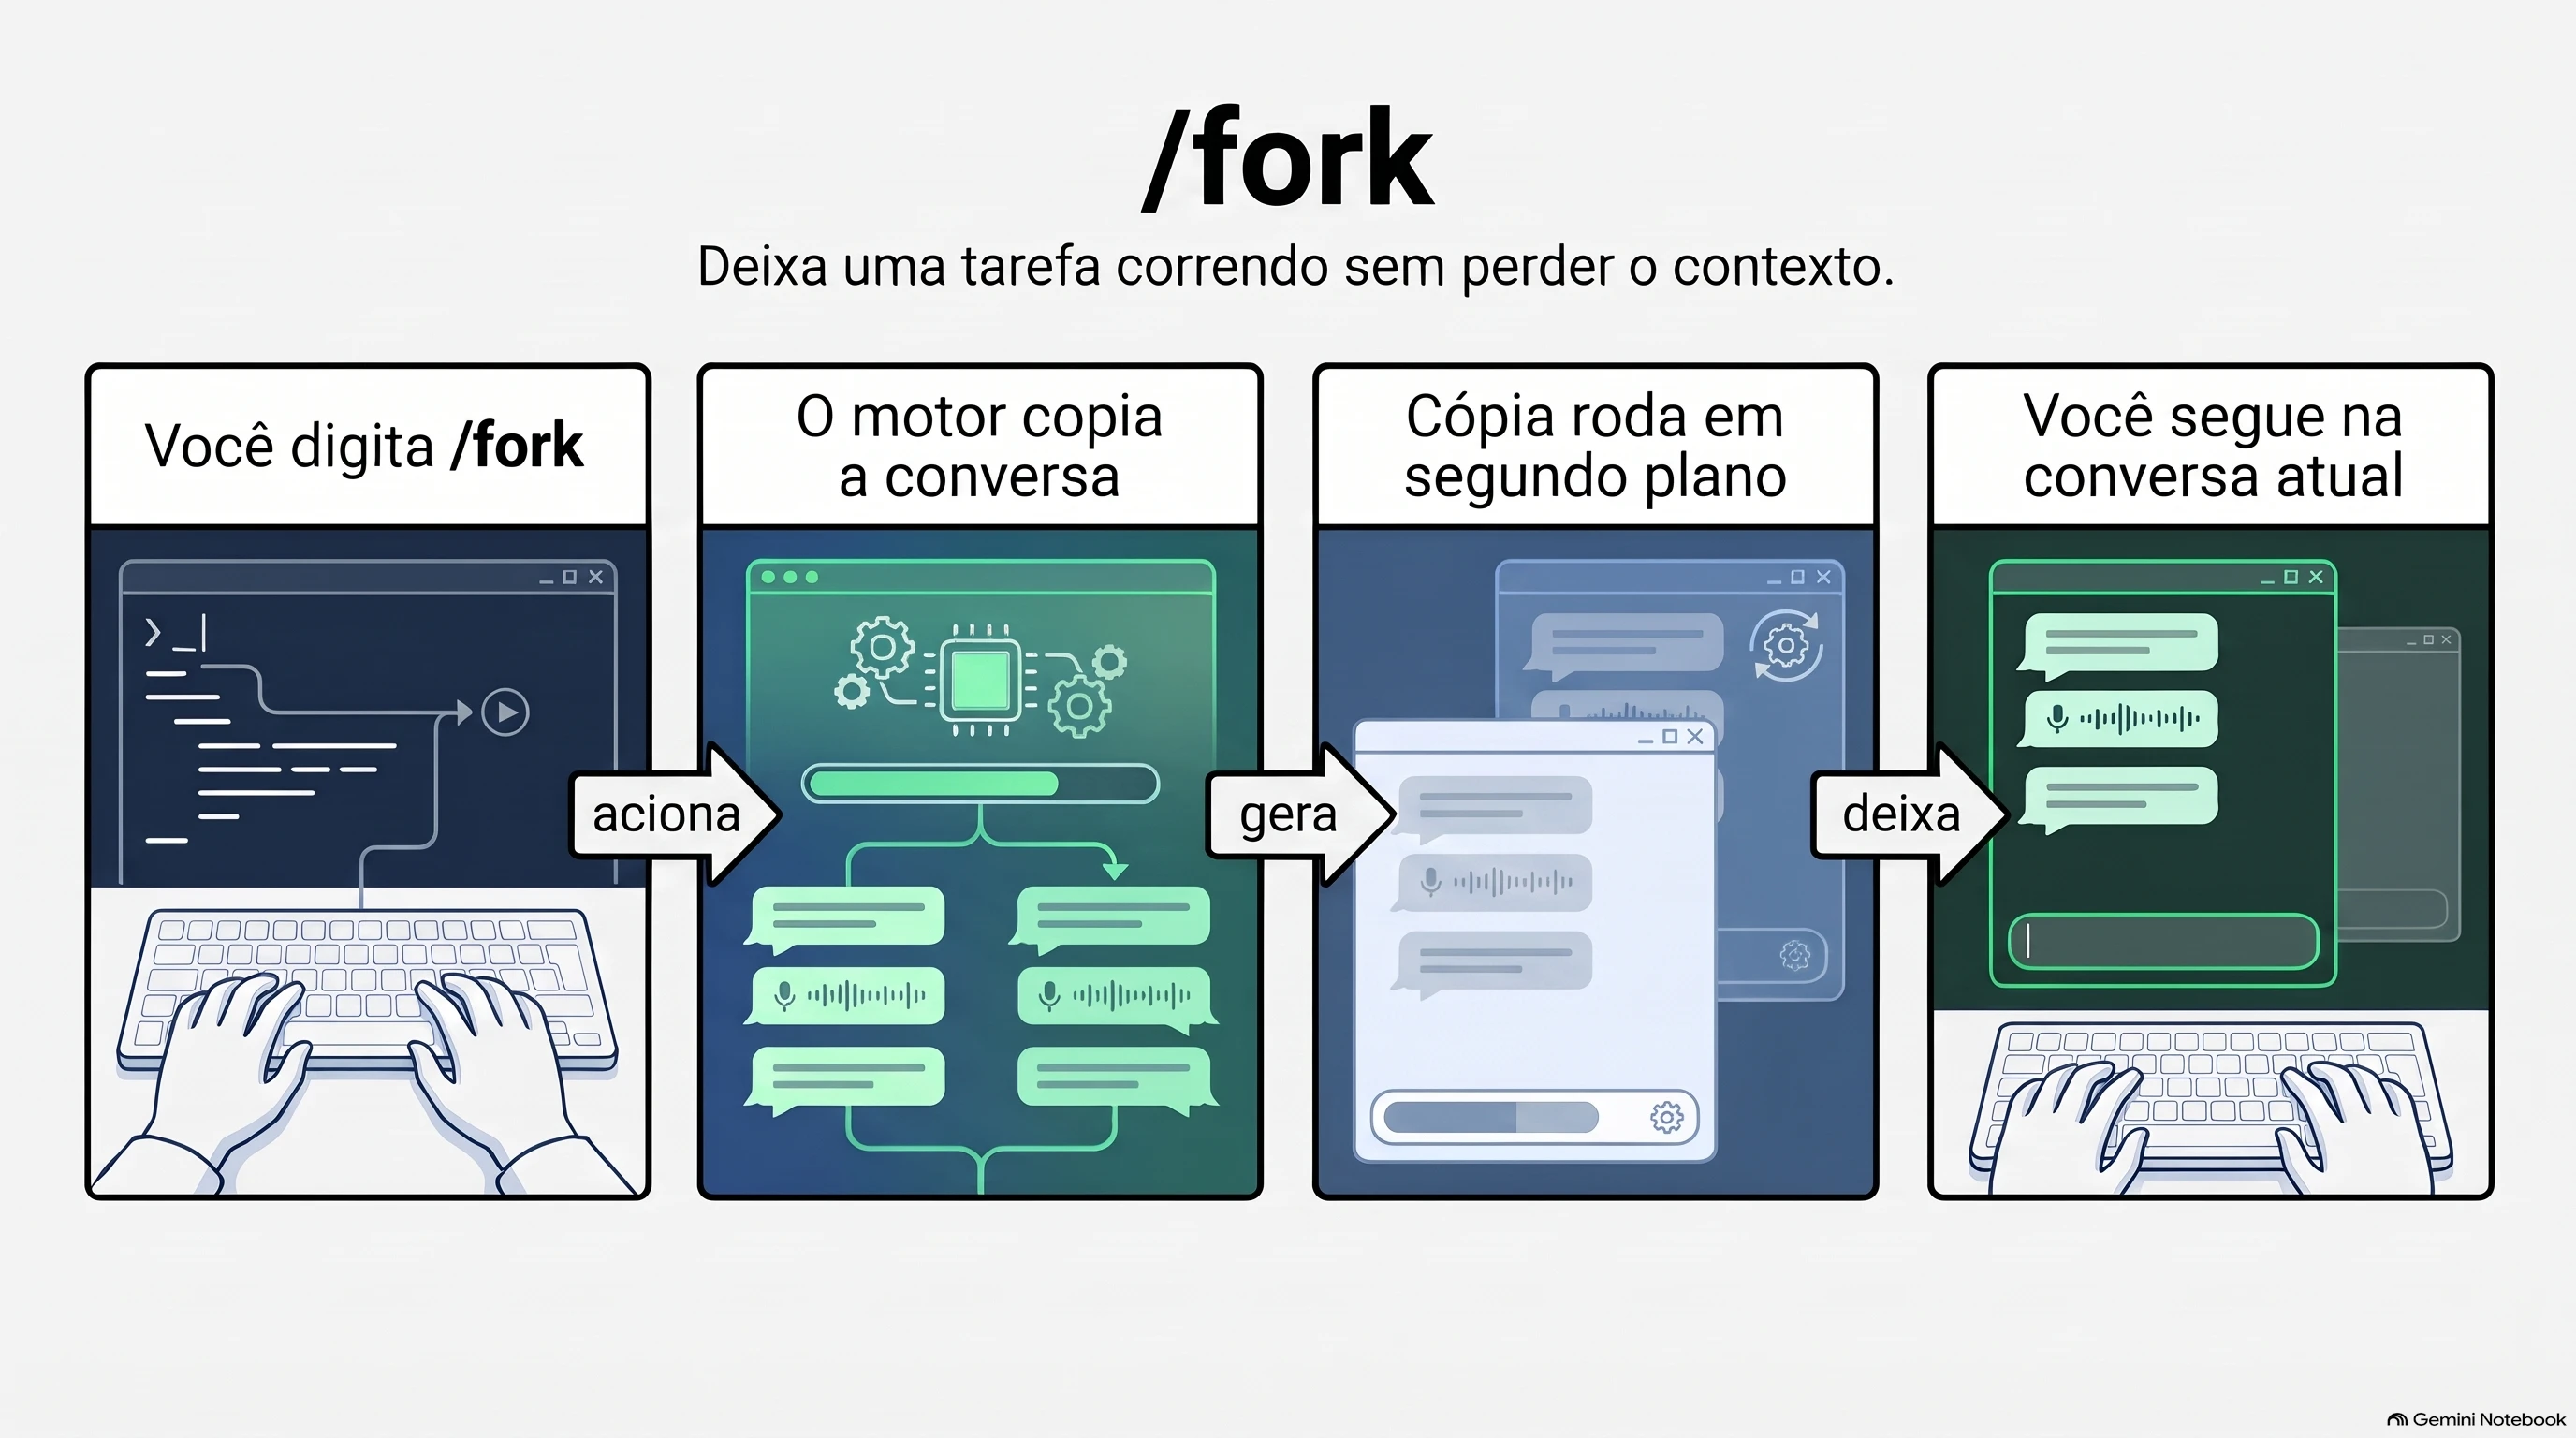 /fork
Deixa uma tarefa correndo sem perder o contexto.
Você digita /fork
O motor copia
a conversa
Cópia roda em
segundo plano
Você segue na
conversa atual
aciona
gera
deixa
Gemini Notebook